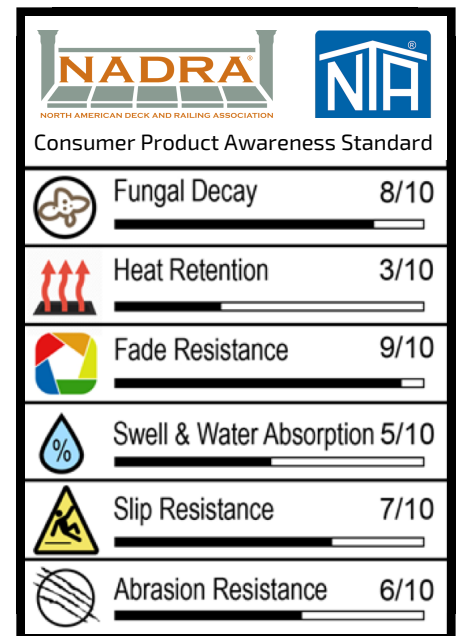 NADRA®
NTA®
NORTH AMERICAN DECK AND RAILING ASSOCIATION
Consumer Product Awareness Standard
Fungal Decay 8/10
Heat Retention 3/10
Fade Resistance 9/10
% Swell & Water Absorption 5/10
Slip Resistance 7/10
Abrasion Resistance 6/10